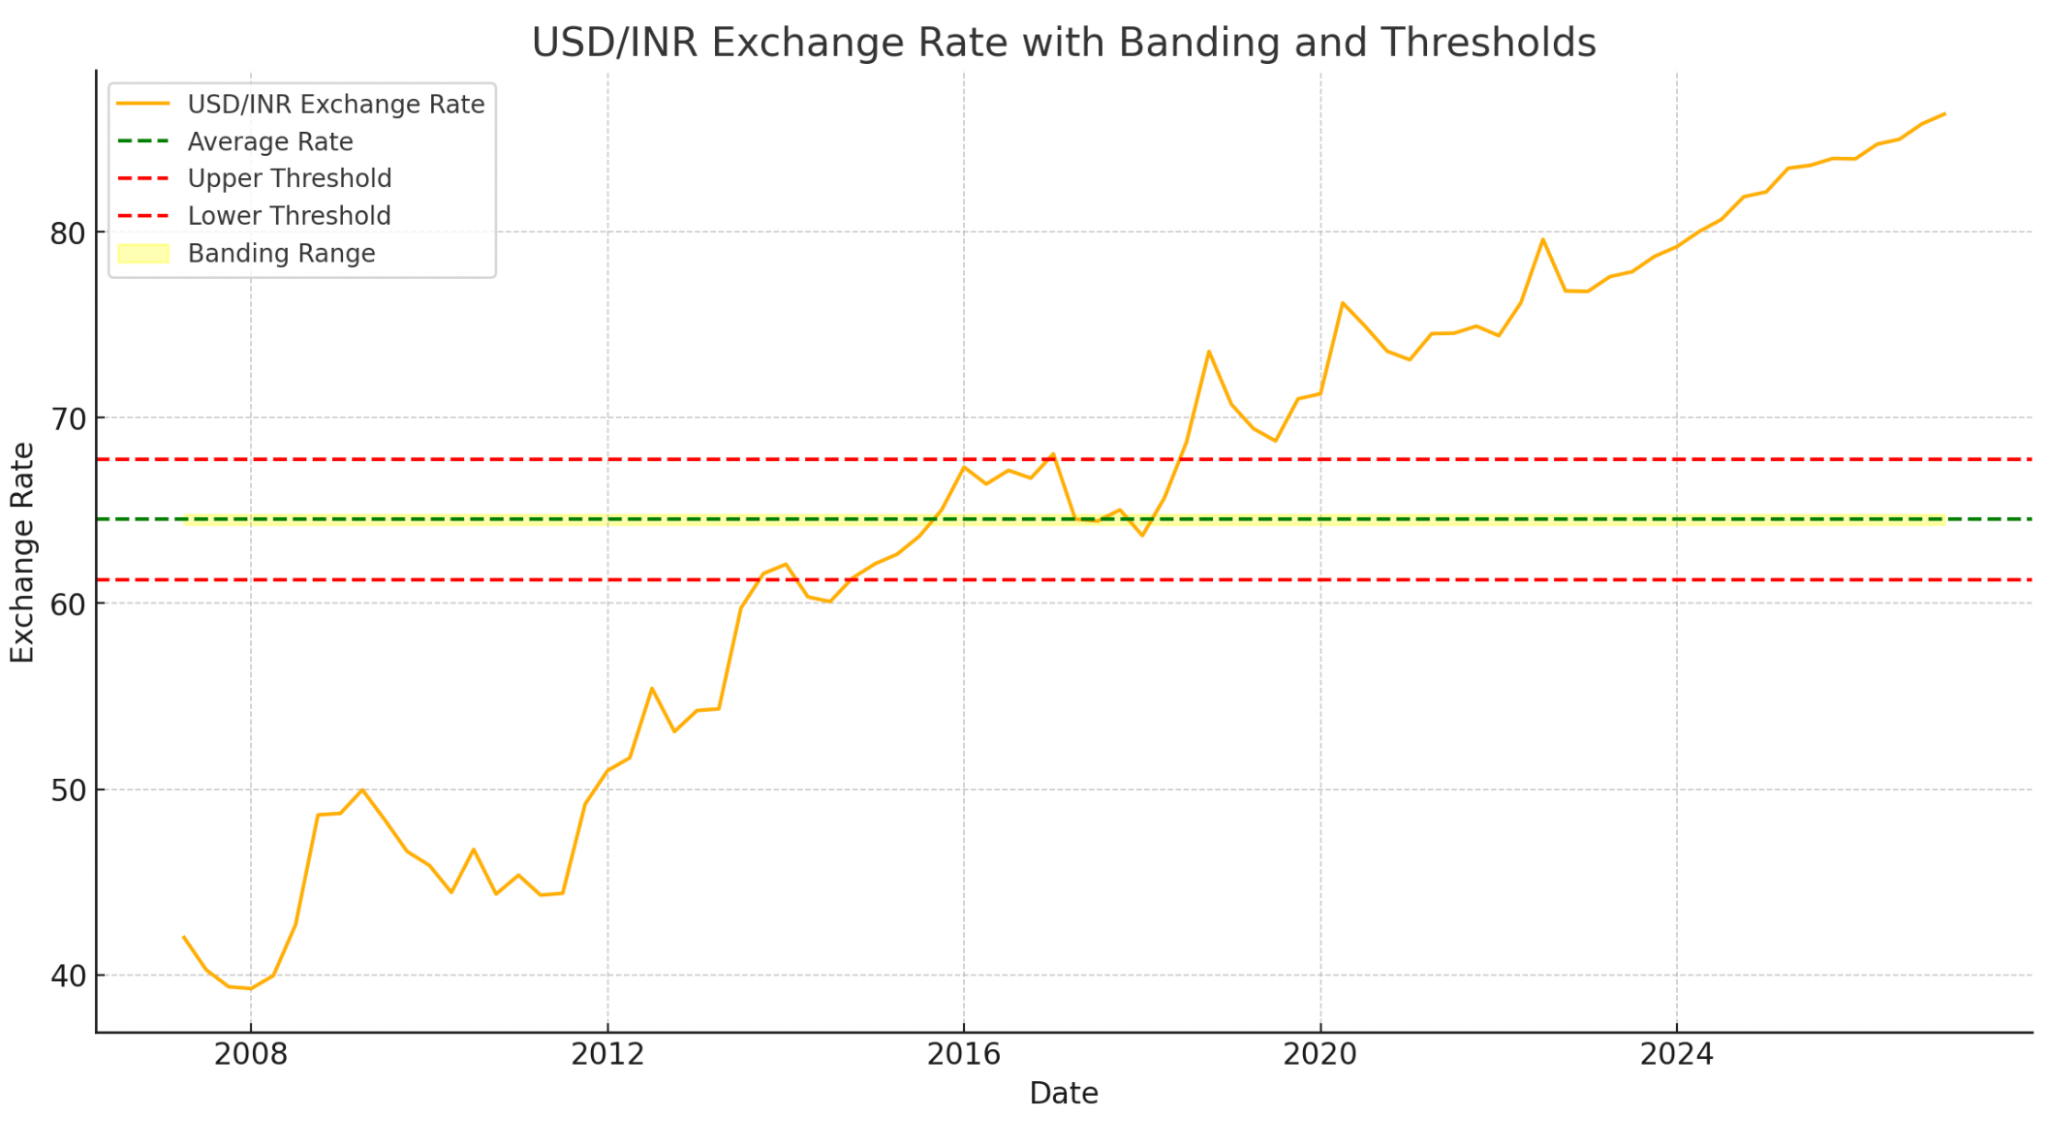 USD/INR Exchange Rate with Banding and Thresholds
USD/INR Exchange Rate
Average Rate
Upper Threshold
Lower Threshold
Banding Range
80
70
60
50
40
Exchange Rate
2008 2012 2016 2020 2024
Date